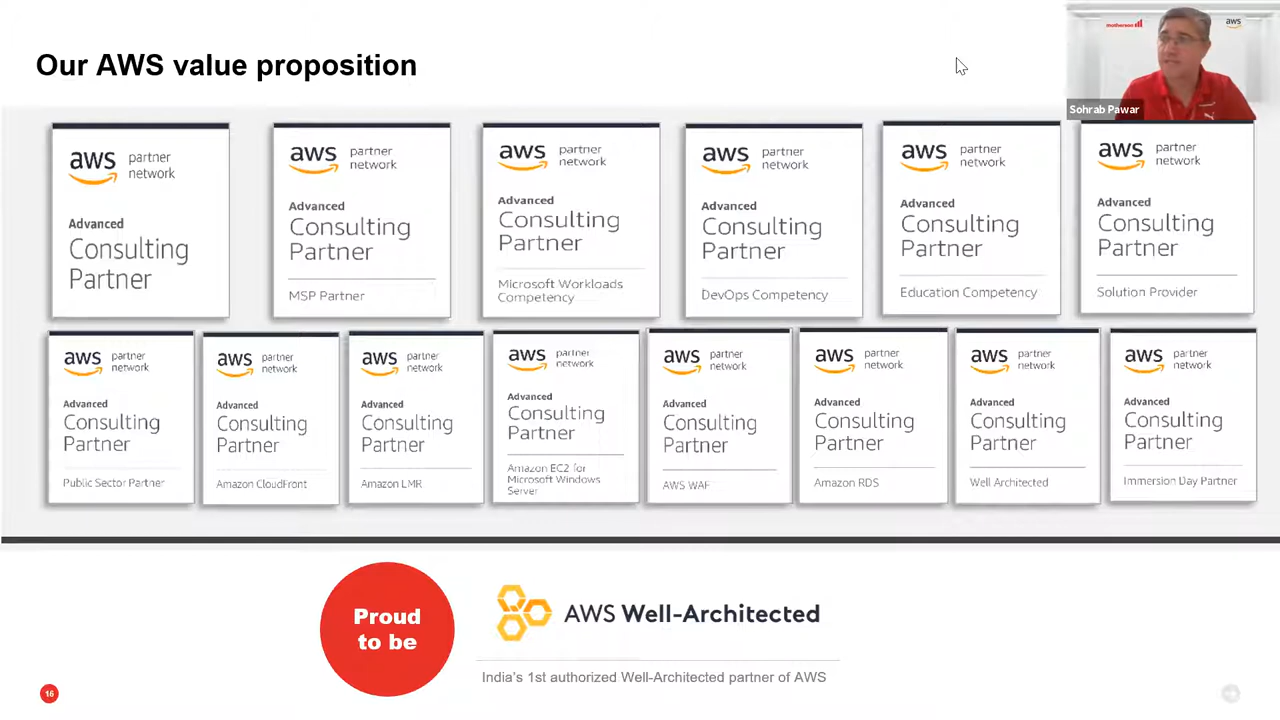 motherson
aws
Our AWS value proposition
Sohrab Pawar
aws partner
network
Advanced
Consulting
Partner
aws partner
network
Advanced
Consulting
Partner
MSP Partner
aws partner
network
Advanced
Consulting
Partner
Microsoft Workloads
Competency
aws partner
network
Advanced
Consulting
Partner
DevOps Competency
aws partner
network
Advanced
Consulting
Partner
Education Competency
aws partner
network
Advanced
Consulting
Partner
Solution Provider
aws partner
network
Advanced
Consulting
Partner
Public Sector Partner
aws partner
network
Advanced
Consulting
Partner
Amazon CloudFront
aws partner
network
Advanced
Consulting
Partner
Amazon LMR
aws partner
network
Advanced
Consulting
Partner
Amazon EC2 for
Microsoft Windows
Server
aws partner
network
Advanced
Consulting
Partner
AWS WAF
aws partner
network
Advanced
Consulting
Partner
Amazon RDS
aws partner
network
Advanced
Consulting
Partner
Well Architected
aws partner
network
Advanced
Consulting
Partner
Immersion Day Partner
Proud
to be
AWS Well-Architected
India's 1st authorized Well-Architected partner of AWS
16